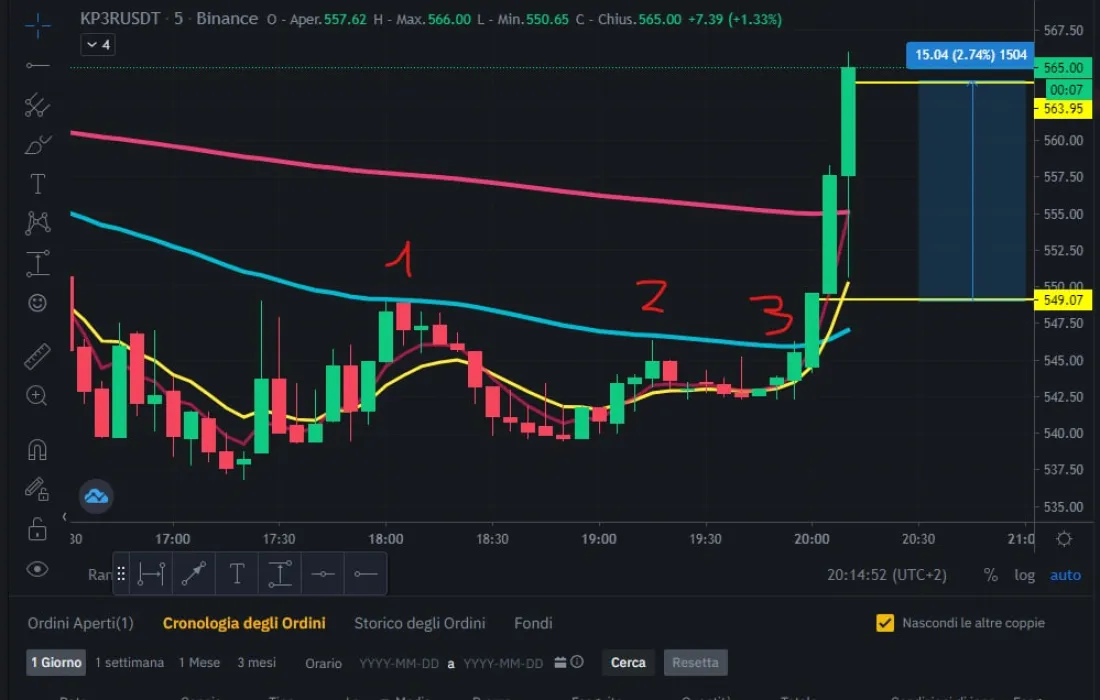 KP3RUSDT · 5 · Binance O - Aper.557.62 H - Max.566.00 L - Min.550.65 C - Chius.565.00 +7.39 (+1.33%)
4
567.50
15.04 (2.74%) 1504
565.00
00:07
563.95
560.00
557.50
555.00
552.50
550.00
549.07
547.50
545.00
542.50
540.00
537.50
535.00
1
2
3
30 17:00 17:30 18:00 18:30 19:00 19:30 20:00 20:30 21:0
Ran
20:14:52 (UTC+2) % log auto
Ordini Aperti(1) Cronologia degli Ordini Storico degli Ordini Fondi Nascondi le altre coppie
1 Giorno 1 settimana 1 Mese 3 mesi Orario YYYY-MM-DD a YYYY-MM-DD Cerca Resetta